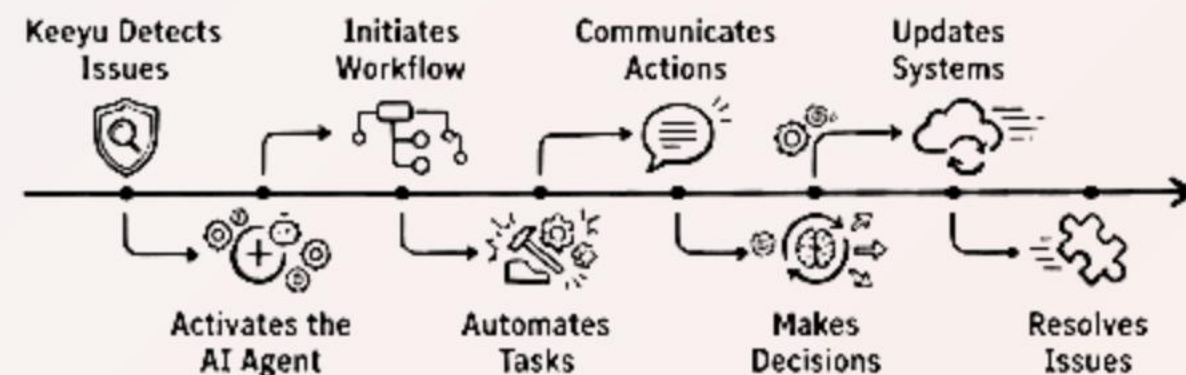 Keeyu Detects
Issues
Activates the
AI Agent
Initiates
Workflow
Automates
Tasks
Communicates
Actions
Makes
Decisions
Updates
Systems
Resolves
Issues